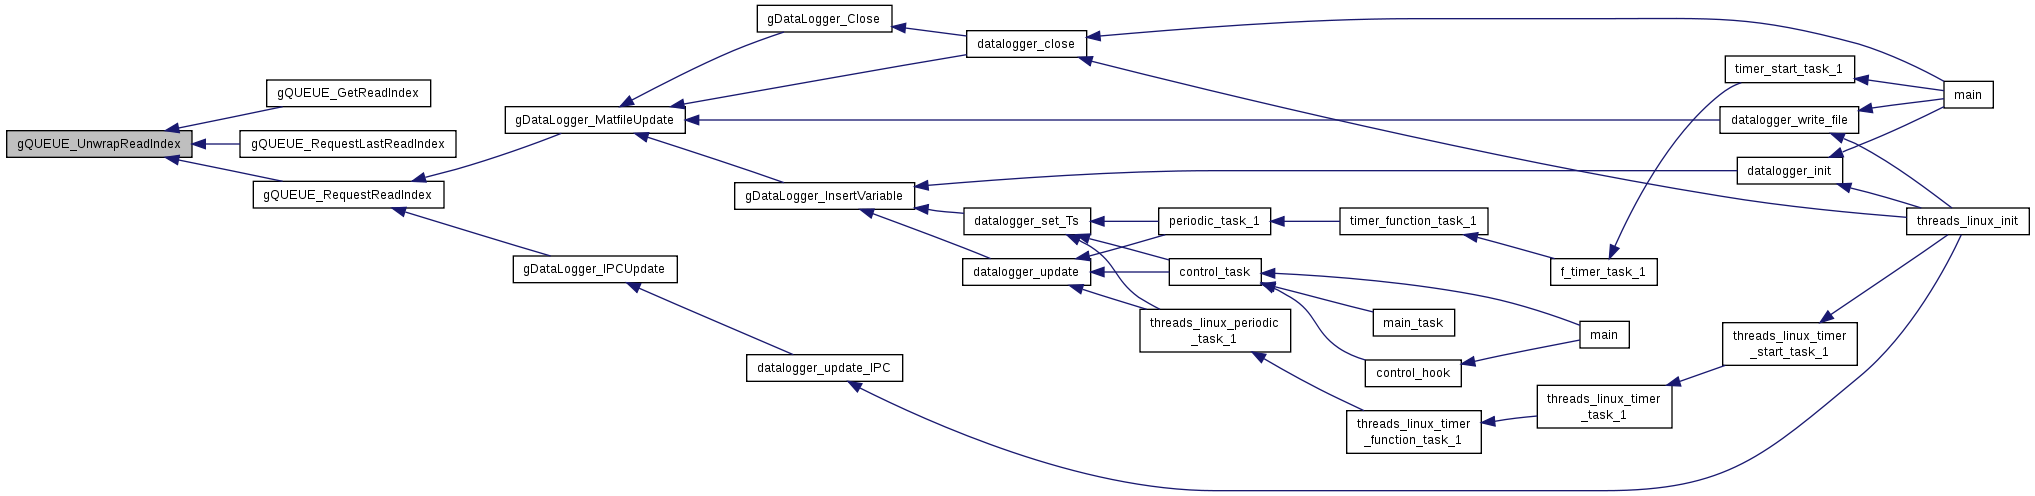 gQUEUE_UnwrapReadIndex
gQUEUE_GetReadIndex
gQUEUE_RequestLastReadIndex
gQUEUE_RequestReadIndex
gDataLogger_MatfileUpdate
gDataLogger_IPCUpdate
gDataLogger_Close
gDataLogger_InsertVariable
datalogger_update_IPC
datalogger_close
datalogger_set_Ts
datalogger_update
periodic_task_1
control_task
threads_linux_periodic
_task_1
timer_function_task_1
main_task
control_hook
threads_linux_timer
_function_task_1
f_timer_task_1
main
threads_linux_timer
_task_1
timer_start_task_1
datalogger_write_file
datalogger_init
threads_linux_timer
_start_task_1
main
threads_linux_init